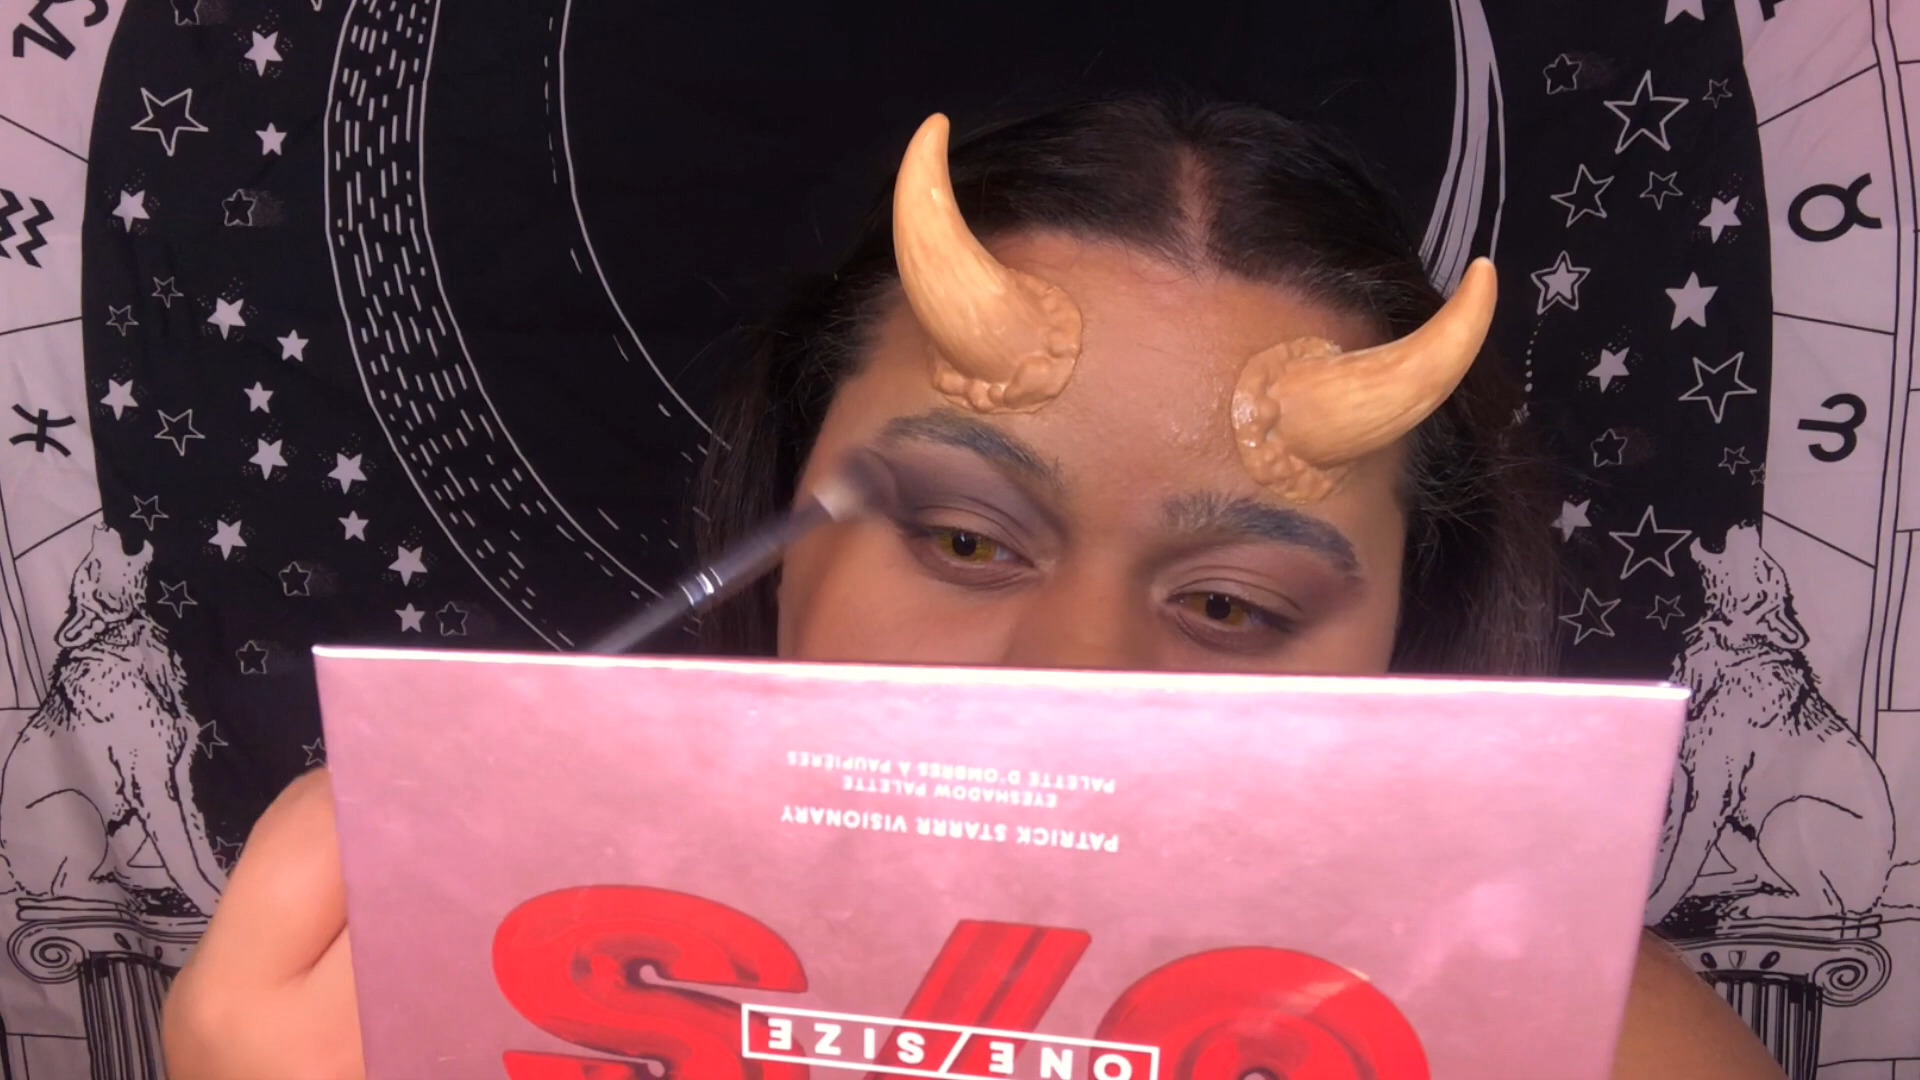 O/S
ONE/SIZE
PATRICK STARRR VISIONARY
EYESHADOW PALETTE
PALETTE D'OMBRES À PAUPIÈRES